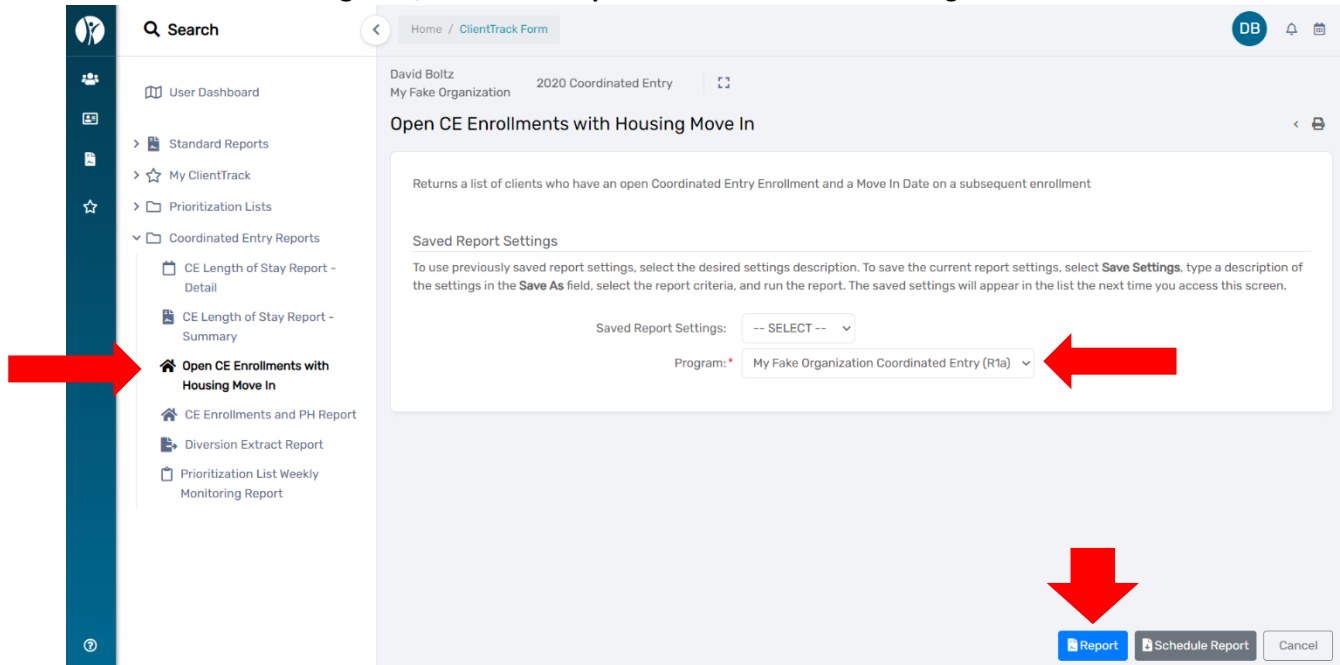 Search
Home / ClientTrack Form
DB
User Dashboard
Standard Reports
My ClientTrack
Prioritization Lists
Coordinated Entry Reports
CE Length of Stay Report -
Detail
CE Length of Stay Report -
Summary
Open CE Enrollments with
Housing Move In
CE Enrollments and PH Report
Diversion Extract Report
Prioritization List Weekly
Monitoring Report
David Boltz
My Fake Organization
2020 Coordinated Entry
Open CE Enrollments with Housing Move In
Returns a list of clients who have an open Coordinated Entry Enrollment and a Move In Date on a subsequent enrollment
Saved Report Settings
To use previously saved report settings, select the desired settings description. To save the current report settings, select Save Settings, type a description of
the settings in the Save As field, select the report criteria, and run the report. The saved settings will appear in the list the next time you access this screen.
Saved Report Settings: -- SELECT --
Program:* My Fake Organization Coordinated Entry (R1a)
Report
Schedule Report
Cancel